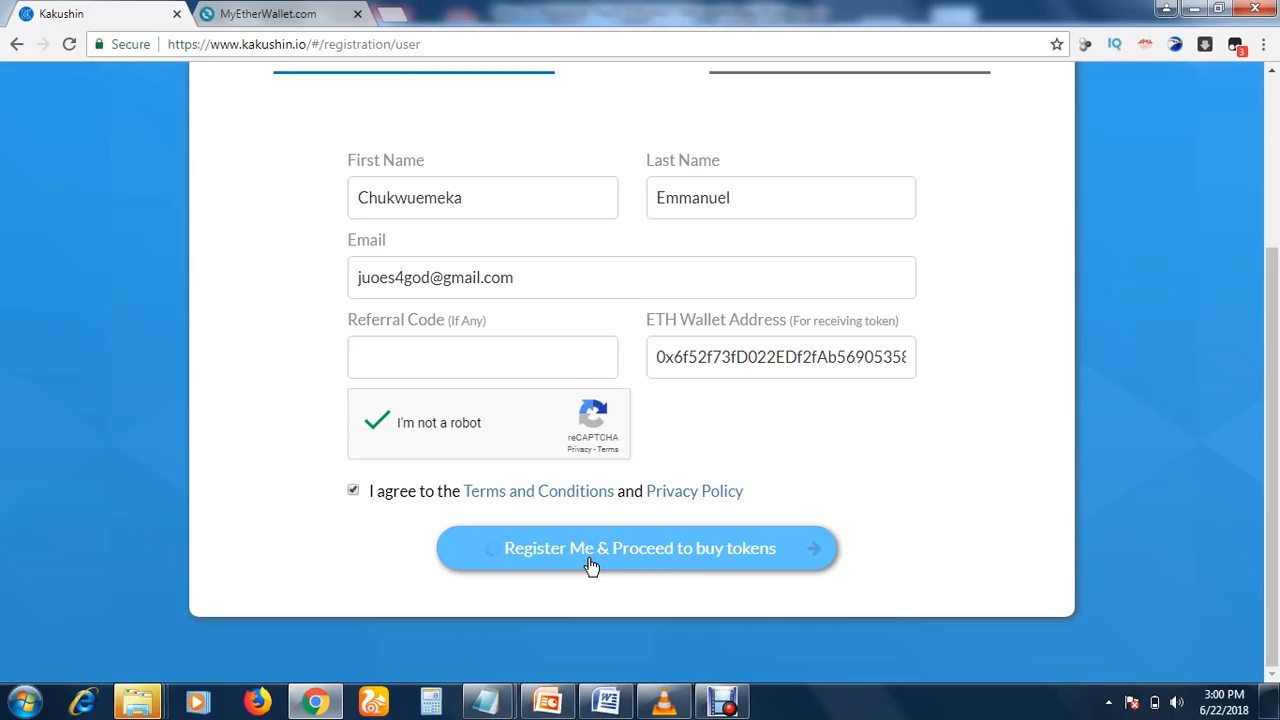 Kakushin
MyEtherWallet.com
Secure https://www.kakushin.io/#/registration/user
3
First Name
Last Name
Chukwuemeka
Emmanuel
Email
juoes4god@gmail.com
Referral Code (If Any)
ETH Wallet Address (For receiving token)
0x6f52f73fD022EDf2fAb56905358
I'm not a robot
reCAPTCHA
Privacy - Terms
I agree to the Terms and Conditions and Privacy Policy
Register Me & Proceed to buy tokens
3:00 PM
6/22/2018